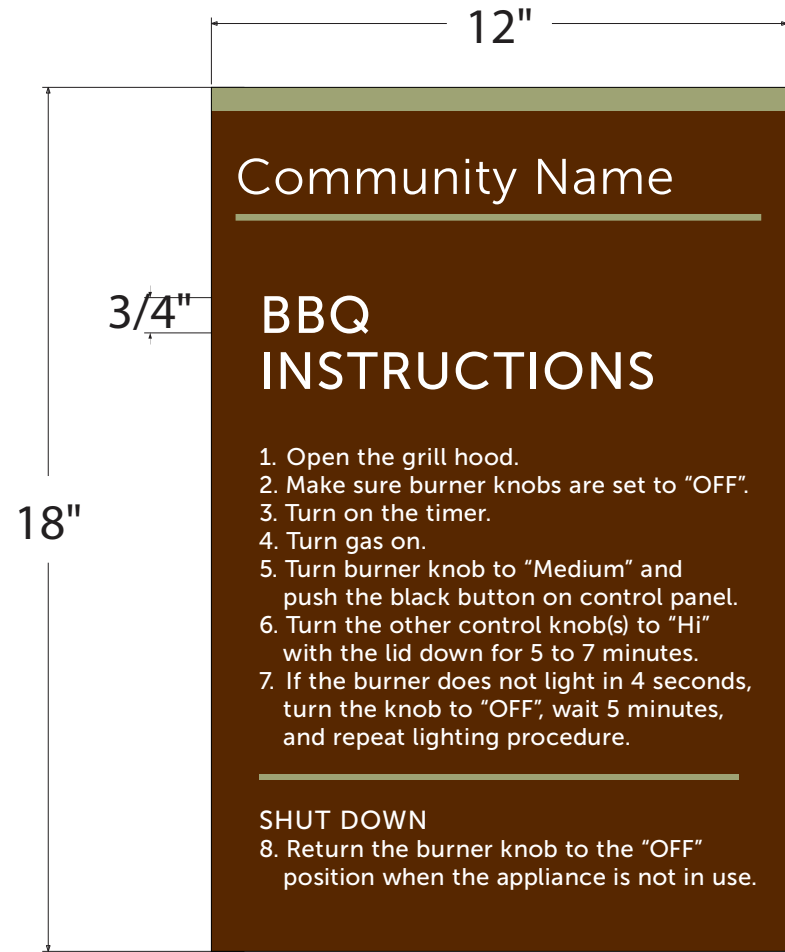 12"
Community Name
3/4"
BBQ
INSTRUCTIONS
18"
1. Open the grill hood.
2. Make sure burner knobs are set to “OFF”.
3. Turn on the timer.
4. Turn gas on.
5. Turn burner knob to “Medium” and
push the black button on control panel.
6. Turn the other control knob(s) to “Hi”
with the lid down for 5 to 7 minutes.
7. If the burner does not light in 4 seconds,
turn the knob to “OFF”, wait 5 minutes,
and repeat lighting procedure.
SHUT DOWN
8. Return the burner knob to the “OFF”
position when the appliance is not in use.